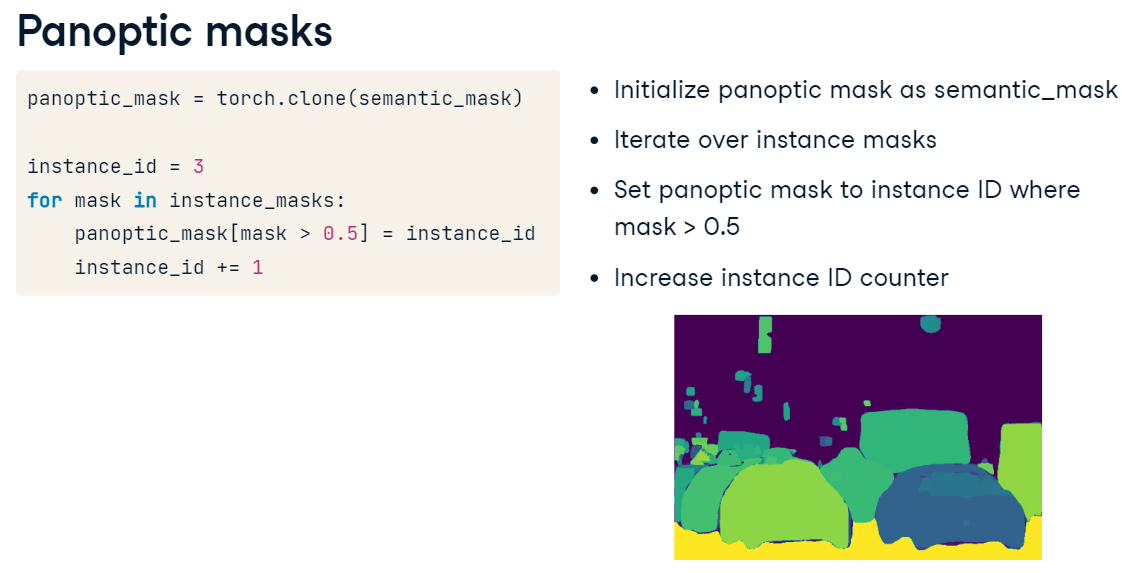 Panoptic masks
panoptic_mask = torch.clone(semantic_mask)
instance_id = 3
for mask in instance_masks:
    panoptic_mask[mask > 0.5] = instance_id
    instance_id += 1
• Initialize panoptic mask as semantic_mask
• Iterate over instance masks
• Set panoptic mask to instance ID where
mask > 0.5
• Increase instance ID counter